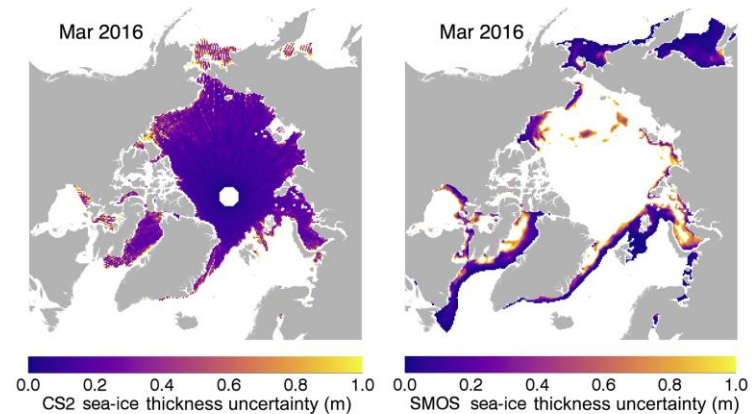 Mar 2016
Mar 2016
0.0 0.2 0.4 0.6 0.8 1.0
CS2 sea-ice thickness uncertainty (m)
0.0 0.2 0.4 0.6 0.8 1.0
SMOS sea-ice thickness uncertainty (m)